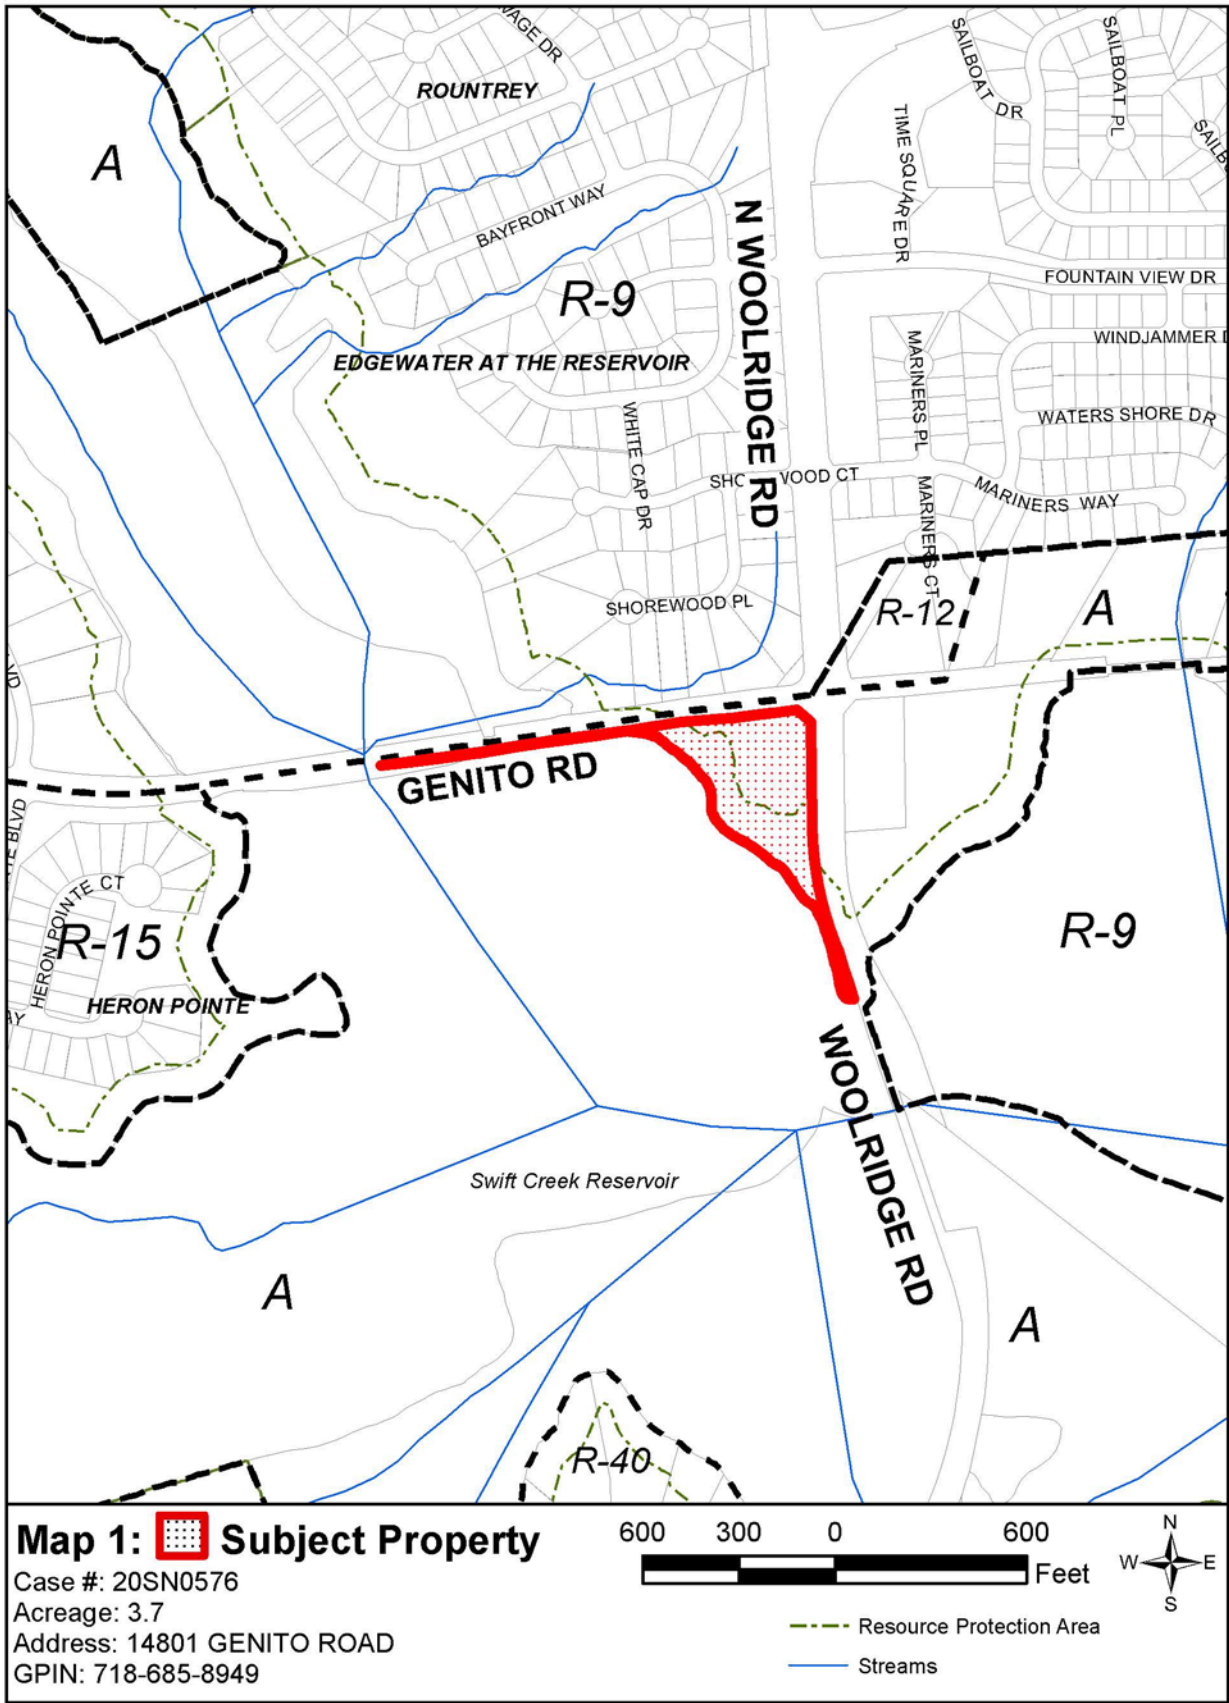 SAILBOAT DR
SAILBOAT PL
ROUNTREY
TIME SQUARE DR
A
BAYFRONT WAY
N WOOLRIDGE RD
FOUNTAIN VIEW DR
R-9
MARINERS PL
WINDJAMMER
EDGEWATER AT THE RESERVOIR
WHITE CAP DR
WATERS SHORE DR
MARINERS WAY
MARINERS CT
SHOREWOOD PL
R-12
A
GENITO RD
HERON POINTE CT
R-15
R-9
HERON POINTE
WOOLRIDGE RD
Swift Creek Reservoir
A
A
R-40
Map 1: Subject Property
Case #: 20SN0576
Acreage: 3.7
Address: 14801 GENITO ROAD
GPIN: 718-685-8949
600 300 0 600
Feet
N
W E
S
Resource Protection Area
Streams